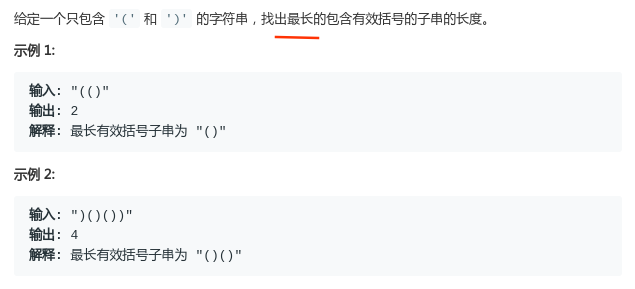 给定一个只包含 '(' 和 ')' 的字符串，找出最长的包含有效括号的子串的长度。
示例 1:
输入: "(()"
输出: 2
解释: 最长有效括号子串为 "()"
示例 2:
输入: ")()())"
输出: 4
解释: 最长有效括号子串为 "()()"